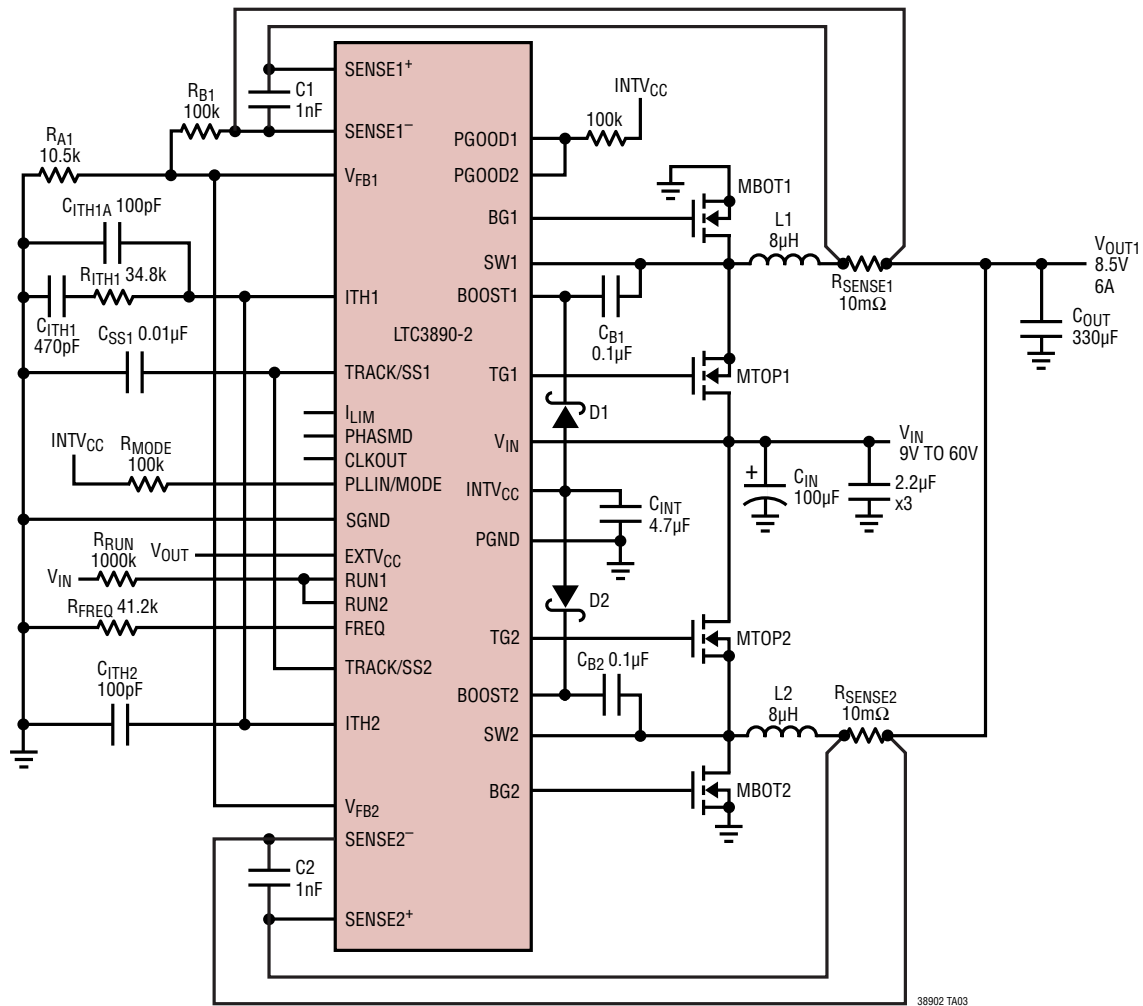 SENSE1+
SENSE1−
VFB1
ITH1
LTC3890-2
TRACK/SS1
ILIM
PHASMD
CLKOUT
PLLIN/MODE
SGND
EXTVCC
RUN1
RUN2
FREQ
TRACK/SS2
ITH2
VFB2
SENSE2−
SENSE2+
PGOOD1
PGOOD2
BG1
SW1
BOOST1
TG1
VIN
INTVCC
PGND
TG2
BOOST2
SW2
BG2
C1
1nF
RB1
100k
RA1
10.5k
CITH1A 100pF
RITH1 34.8k
CITH1
470pF
CSS1 0.01µF
INTVCC
RMODE
100k
VOUT
RRUN
1000k
VIN
RFREQ 41.2k
CITH2
100pF
C2
1nF
INTVCC
100k
MBOT1
L1
8µH
RSENSE1
10mΩ
VOUT1
8.5V
6A
COUT
330µF
CB1
0.1µF
MTOP1
D1
VIN
9V TO 60V
+
CIN
100µF
2.2µF
x3
CINT
4.7µF
D2
MTOP2
CB2 0.1µF
L2
8µH
RSENSE2
10mΩ
MBOT2
38902 TA03